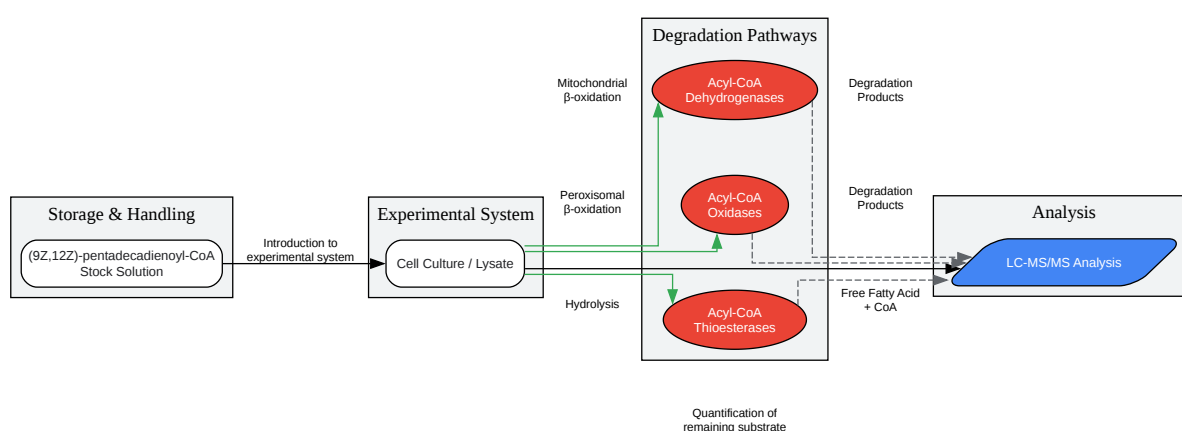 Degradation Pathways
Mitochondrial
β-oxidation
Acyl-CoA
Dehydrogenases
Degradation
Products
Peroxisomal
β-oxidation
Acyl-CoA
Oxidases
Degradation
Products
Storage & Handling
(9Z,12Z)-pentadecadienoyl-CoA
Stock Solution
Introduction to
experimental system
Experimental System
Cell Culture / Lysate
Analysis
LC-MS/MS Analysis
Hydrolysis
Acyl-CoA
Thioesterases
Free Fatty Acid
+ CoA
Quantification of
remaining substrate